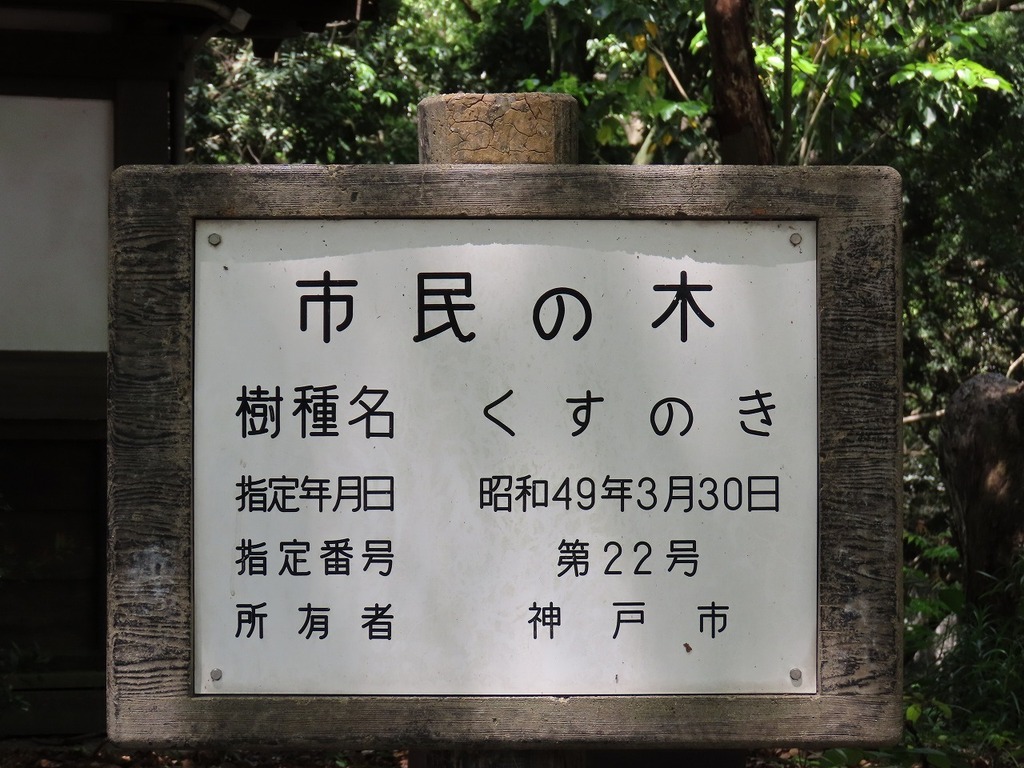 市民の木
樹種名 くすのき
指定年月日 昭和49年3月30日
指定番号 第22号
所有者 神戸市